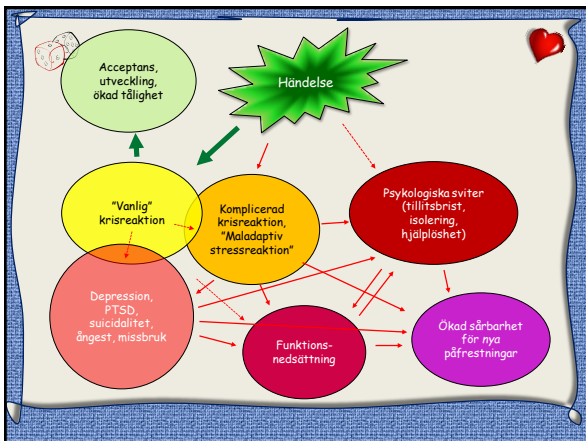 Acceptans,
utveckling,
ökad tålighet
Händelse
"Vanlig"
krisreaktion
Komplicerad
krisreaktion,
"Maladaptiv
stressreaktion"
Psykologiska sviter
(tillitsbrist,
isolering,
hjälplöshet)
Depression,
PTSD,
suicidalitet,
ångest, missbruk
Funktions-
nedsättning
Ökad sårbarhet
för nya
påfrestningar